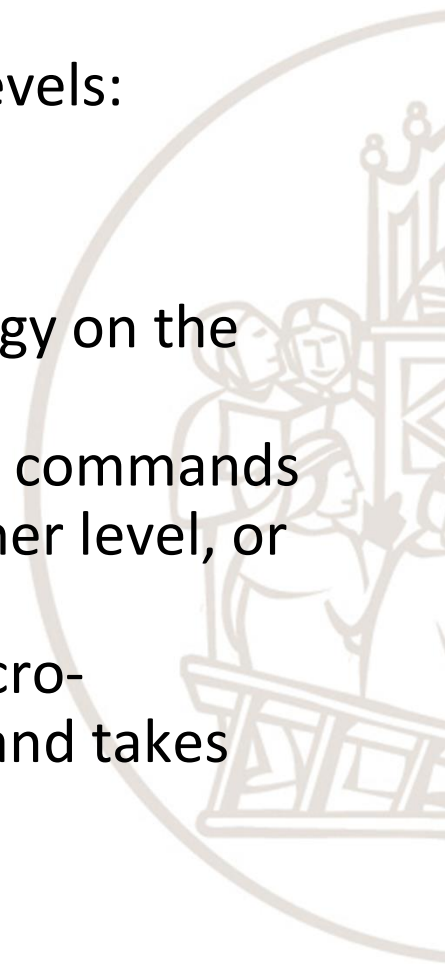 evels:
gy on the
commands
her level, or
cro-
and takes